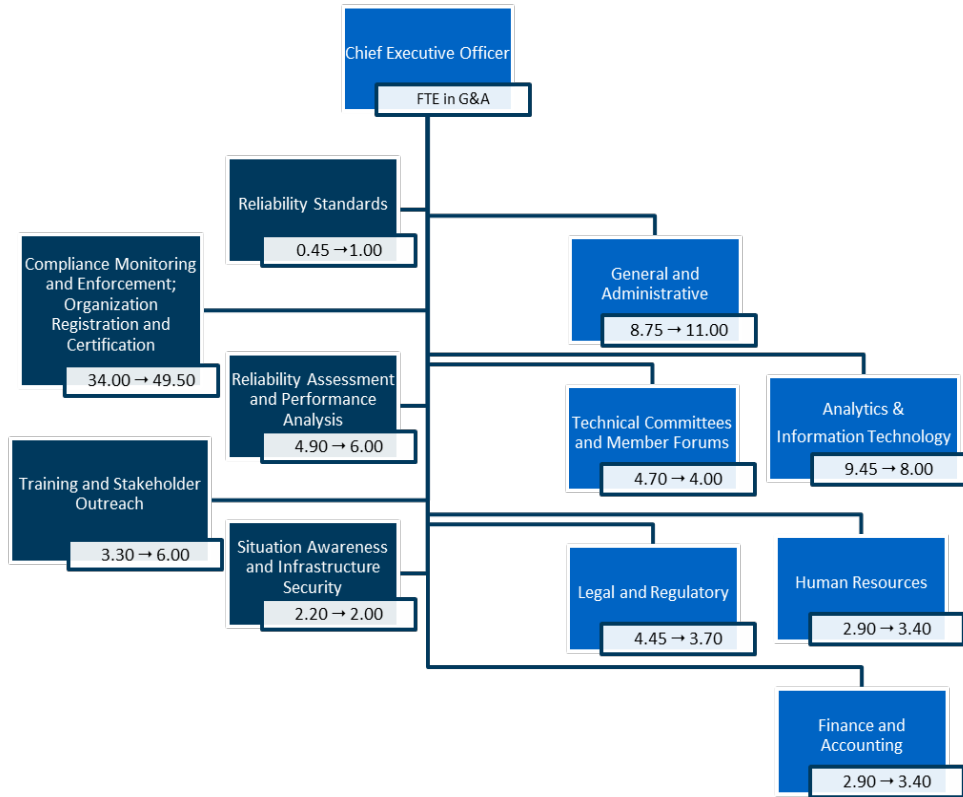 Chief Executive Officer
FTE in G&A
Reliability Standards
0.45 → 1.00
Compliance Monitoring
and Enforcement;
Organization
Registration and
Certification
34.00 → 49.50
General and
Administrative
8.75 → 11.00
Reliability Assessment
and Performance
Analysis
4.90 → 6.00
Technical Committees
and Member Forums
4.70 → 4.00
Analytics &
Information Technology
9.45 → 8.00
Training and Stakeholder
Outreach
3.30 → 6.00
Situation Awareness
and Infrastructure
Security
2.20 → 2.00
Legal and Regulatory
4.45 → 3.70
Human Resources
2.90 → 3.40
Finance and
Accounting
2.90 → 3.40